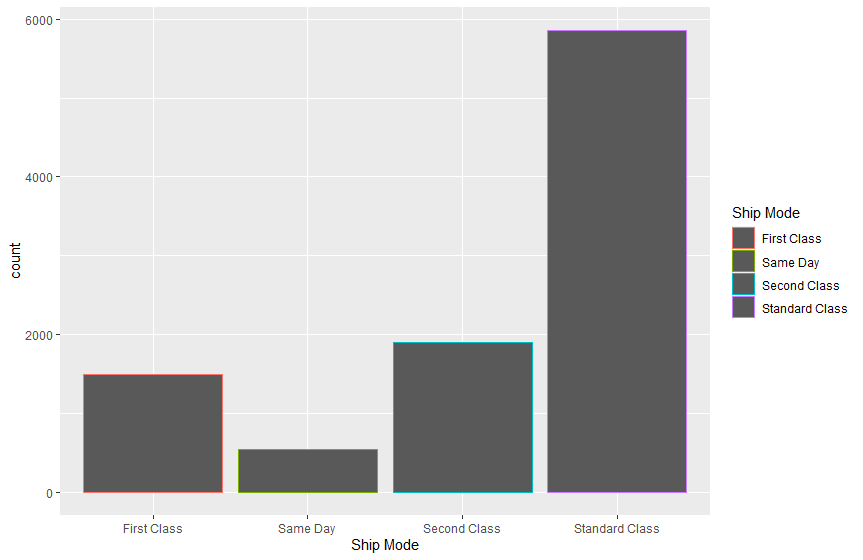 6000
4000
2000
0
count
First Class
Same Day
Second Class
Standard Class
Ship Mode
Ship Mode
First Class
Same Day
Second Class
Standard Class